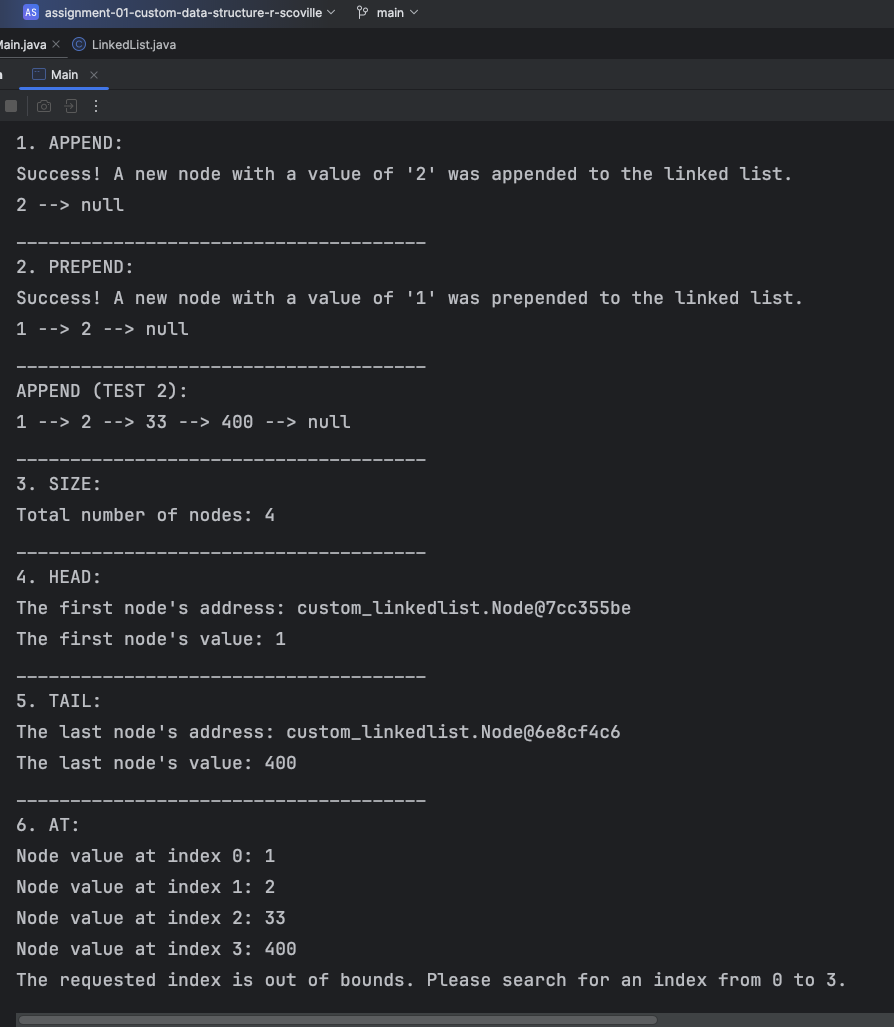 AS assignment-01-custom-data-structure-r-scoville main
Main.java LinkedList.java
Main
1. APPEND:
Success! A new node with a value of '2' was appended to the linked list.
2 --> null
______________________________________
2. PREPEND:
Success! A new node with a value of '1' was prepended to the linked list.
1 --> 2 --> null
______________________________________
APPEND (TEST 2):
1 --> 2 --> 33 --> 400 --> null
______________________________________
3. SIZE:
Total number of nodes: 4
______________________________________
4. HEAD:
The first node's address: custom_linkedlist.Node@7cc355be
The first node's value: 1
______________________________________
5. TAIL:
The last node's address: custom_linkedlist.Node@6e8cf4c6
The last node's value: 400
______________________________________
6. AT:
Node value at index 0: 1
Node value at index 1: 2
Node value at index 2: 33
Node value at index 3: 400
The requested index is out of bounds. Please search for an index from 0 to 3.